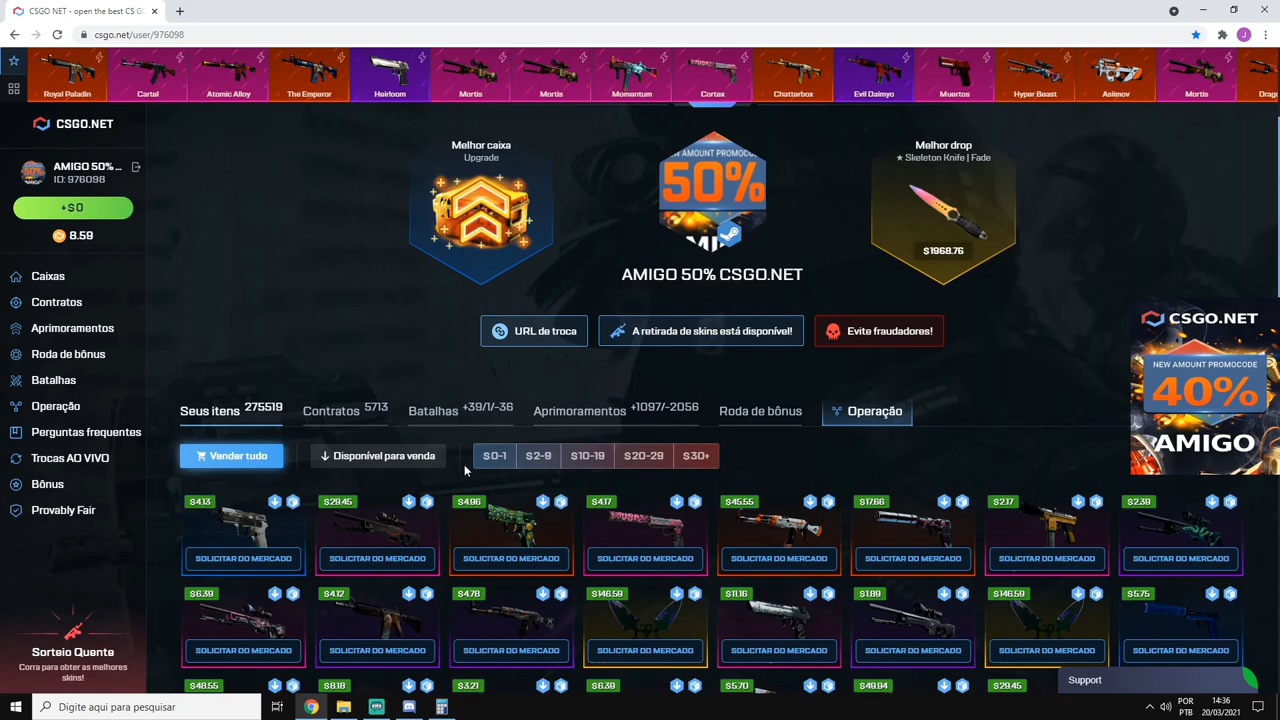 CSGO NET - open the best CS GO
csgo.net/user/976098
Royal Paladin
Cartel
Atomic Alloy
The Emperor
Heirloom
Mortis
Mortis
Momentum
Cortex
Chatterbox
Evil Daimyo
Muertos
Hyper Beast
Asiimov
Mortis
Drag
CSGO.NET
AMIGO 50% ...
ID: 976098
+$0
8.59
Caixas
Contratos
Aprimoramentos
Roda de bônus
Batalhas
Operação
Perguntas frequentes
Trocas AO VIVO
Bônus
Provably Fair
Sorteio Quente
Corra para obter as melhores
skins!
Melhor caixa
Upgrade
AMOUNT PROMOCO
50%
Melhor drop
★ Skeleton Knife | Fade
$1968.76
AMIGO 50% CSGO.NET
URL de troca
A retirada de skins está disponível!
Evite fraudadores!
CSGO.NET
NEW AMOUNT PROMOCODE
40%
AMIGO
Seus itens 275519
Contratos 5713
Batalhas +39/1/-36
Aprimoramentos +1097/-2056
Roda de bônus
Operação
Vender tudo
Disponível para venda
$0-1
$2-9
$10-19
$20-29
$30+
$4.13
$29.45
$4.96
$4.17
$45.55
$17.66
$2.17
$2.39
SOLICITAR DO MERCADO
SOLICITAR DO MERCADO
SOLICITAR DO MERCADO
SOLICITAR DO MERCADO
SOLICITAR DO MERCADO
SOLICITAR DO MERCADO
SOLICITAR DO MERCADO
SOLICITAR DO MERCADO
$6.39
$4.12
$4.78
$146.59
$11.16
$1.89
$146.59
$5.75
SOLICITAR DO MERCADO
SOLICITAR DO MERCADO
SOLICITAR DO MERCADO
SOLICITAR DO MERCADO
SOLICITAR DO MERCADO
SOLICITAR DO MERCADO
SOLICITAR DO MERCADO
SOLICITAR DO MERCADO
$48.55
$8.18
$3.21
$6.39
$5.70
$49.94
$29.45
Support
Digite aqui para pesquisar
POR
PTB
14:36
20/03/2021
J